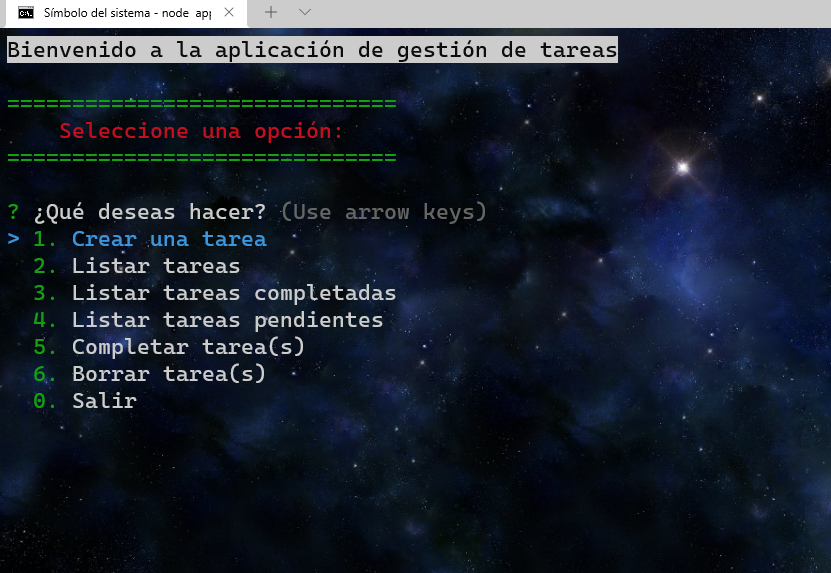 Símbolo del sistema - node app
Bienvenido a la aplicación de gestión de tareas
==============================
Seleccione una opción:
==============================
? ¿Qué deseas hacer? (Use arrow keys)
> 1. Crear una tarea
2. Listar tareas
3. Listar tareas completadas
4. Listar tareas pendientes
5. Completar tarea(s)
6. Borrar tarea(s)
0. Salir